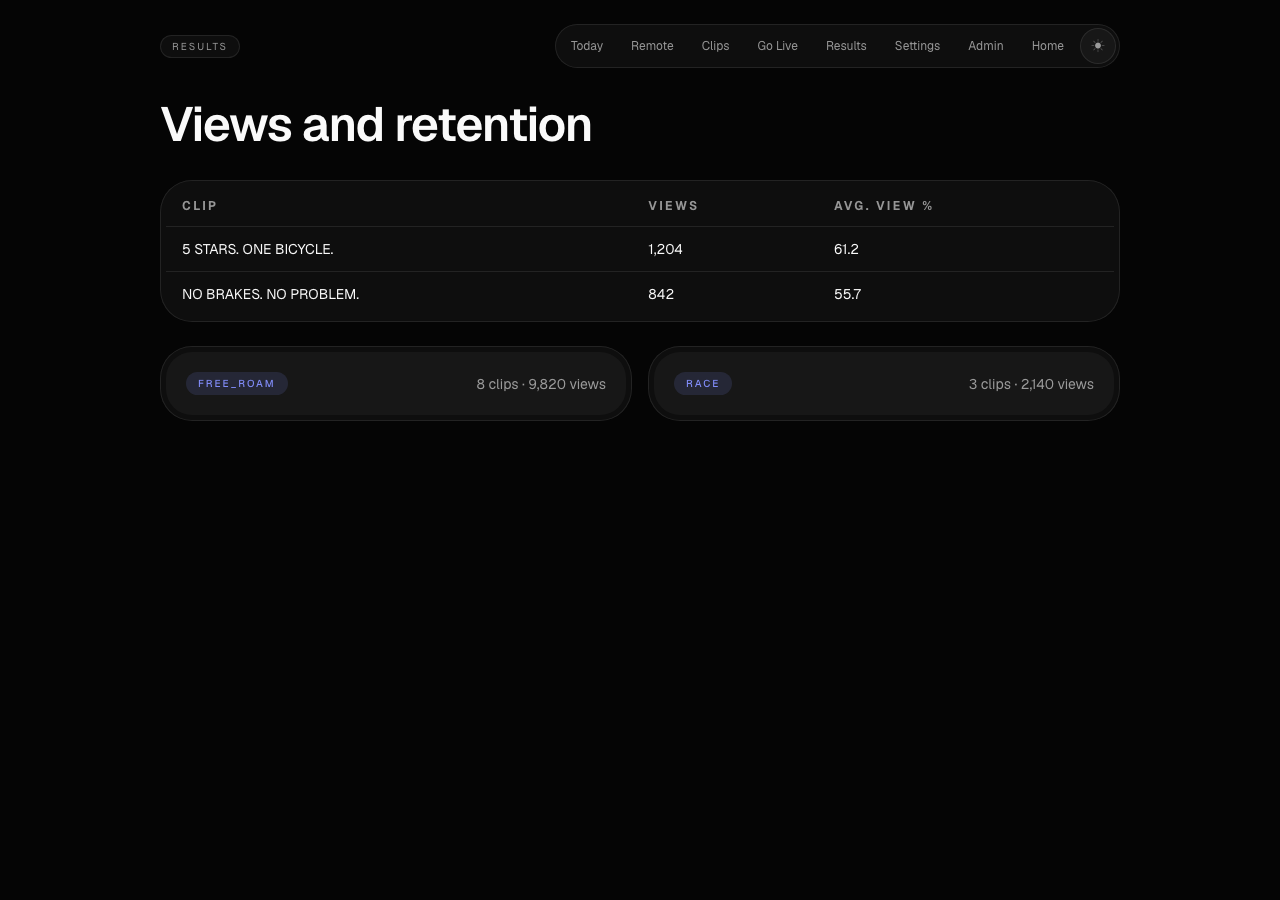 RESULTS
Today Remote Clips Go Live Results Settings Admin Home
Views and retention
CLIP VIEWS AVG. VIEW %
5 STARS. ONE BICYCLE. 1,204 61.2
NO BRAKES. NO PROBLEM. 842 55.7
FREE_ROAM 8 clips · 9,820 views
RACE 3 clips · 2,140 views